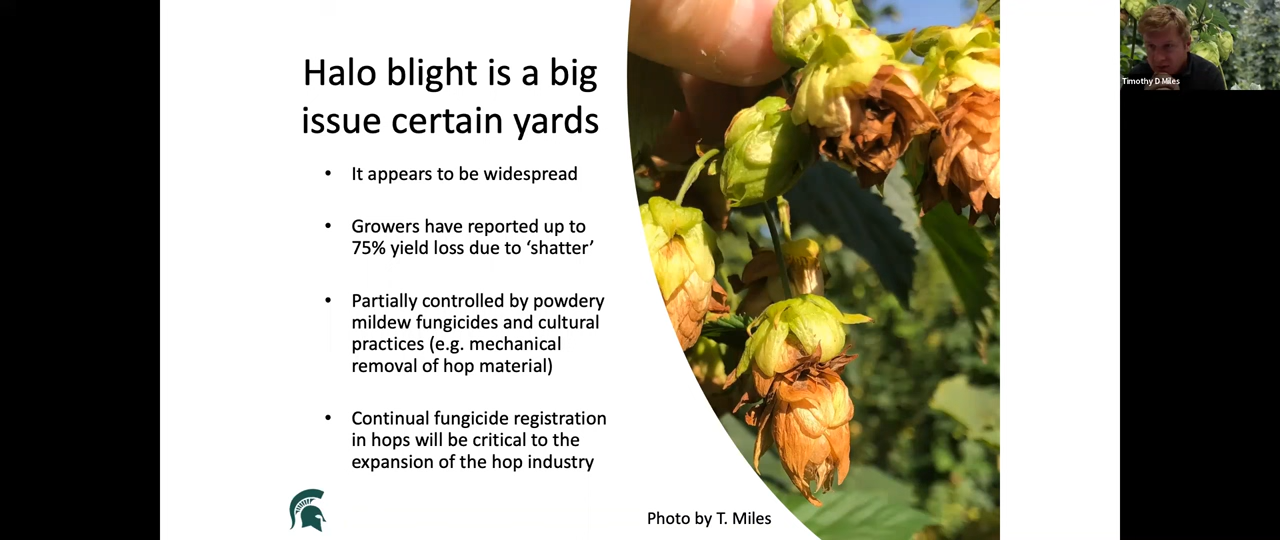 Halo blight is a big
issue certain yards
• It appears to be widespread
• Growers have reported up to
75% yield loss due to ‘shatter’
• Partially controlled by powdery
mildew fungicides and cultural
practices (e.g. mechanical
removal of hop material)
• Continual fungicide registration
in hops will be critical to the
expansion of the hop industry
Photo by T. Miles
Timothy D Miles